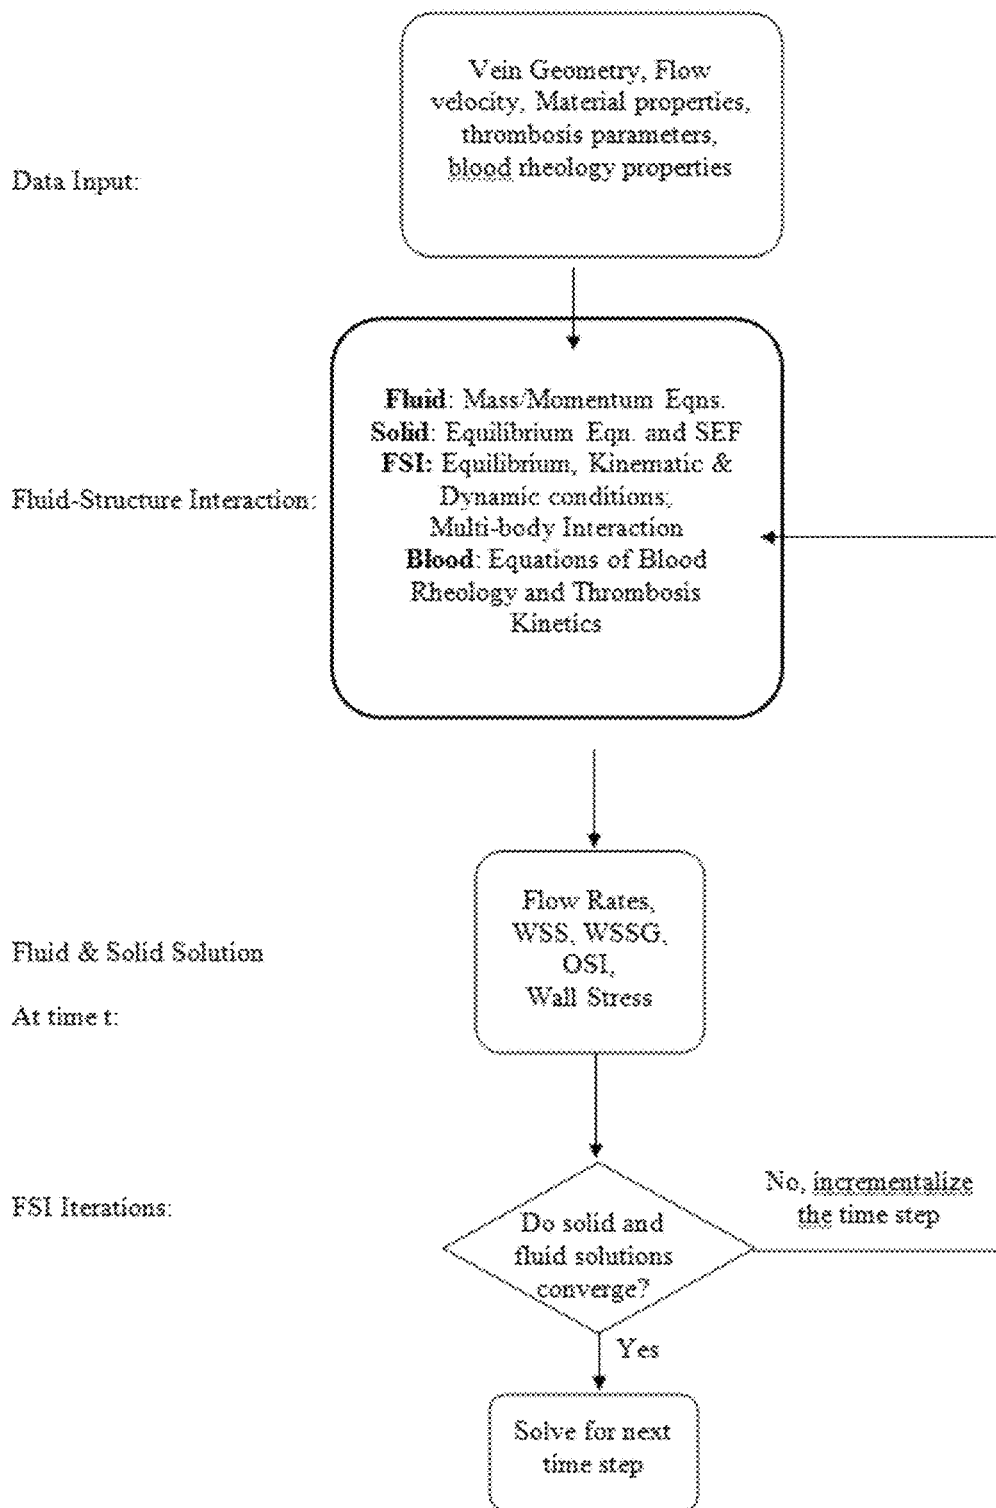 Vein Geometry, Flow
velocity, Material properties,
thrombosis parameters,
blood rheology properties
Data Input:
Fluid: Mass/Momentum Eqns.
Solid: Equilibrium Eqn. and SEF
FSI: Equilibrium, Kinematic &
Dynamic conditions;
Multi-body Interaction
Blood: Equations of Blood
Rheology and Thrombosis
Kinetics
Fluid-Structure Interaction:
Flow Rates,
WSS, WSSG,
OSI,
Wall Stress
Fluid & Solid Solution
At time t:
FSI Iterations:
Do solid and
fluid solutions
converge?
No, incrementalize
the time step
Yes
Solve for next
time step